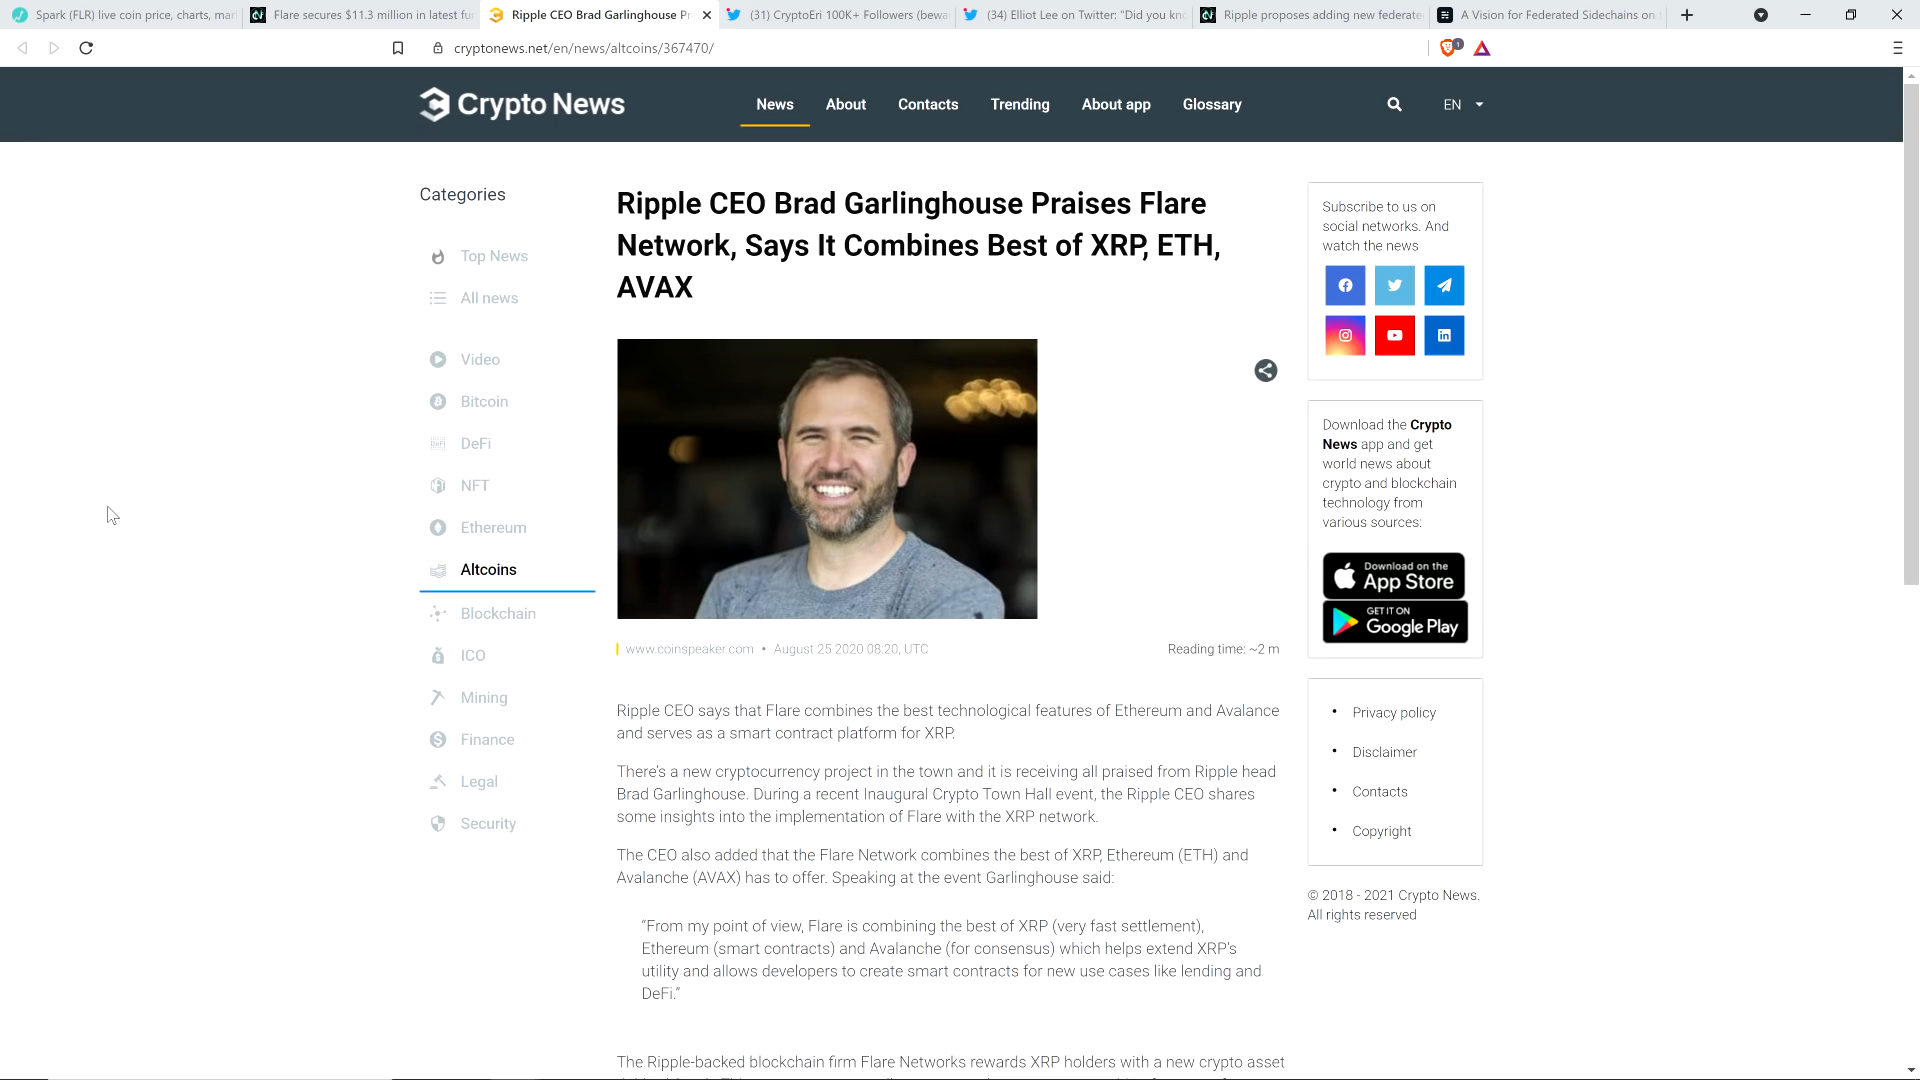 Spark (FLR) live coin price, charts, mar
Flare secures $11.3 million in latest fu
Ripple CEO Brad Garlinghouse Pr
(31) CryptoEri 100K+ Followers (bewa
(34) Elliot Lee on Twitter: "Did you kno
Ripple proposes adding new federate
A Vision for Federated Sidechains on
cryptonews.net/en/news/altcoins/367470/
1
Crypto News
News
About
Contacts
Trending
About app
Glossary
EN
Categories
Top News
All news
Video
Bitcoin
DeFi
NFT
Ethereum
Altcoins
Blockchain
ICO
Mining
Finance
Legal
Security
Ripple CEO Brad Garlinghouse Praises Flare
Network, Says It Combines Best of XRP, ETH,
AVAX
www.coinspeaker.com • August 25 2020 08:20, UTC
Reading time: ~2 m
Ripple CEO says that Flare combines the best technological features of Ethereum and Avalance
and serves as a smart contract platform for XRP.
There's a new cryptocurrency project in the town and it is receiving all praised from Ripple head
Brad Garlinghouse. During a recent Inaugural Crypto Town Hall event, the Ripple CEO shares
some insights into the implementation of Flare with the XRP network.
The CEO also added that the Flare Network combines the best of XRP, Ethereum (ETH) and
Avalanche (AVAX) has to offer. Speaking at the event Garlinghouse said:
“From my point of view, Flare is combining the best of XRP (very fast settlement),
Ethereum (smart contracts) and Avalanche (for consensus) which helps extend XRP's
utility and allows developers to create smart contracts for new use cases like lending and
DeFi.”
The Ripple-backed blockchain firm Flare Networks rewards XRP holders with a new crypto asset
Subscribe to us on
social networks. And
watch the news
Download the Crypto
News app and get
world news about
crypto and blockchain
technology from
various sources:
Download on the
App Store
GET IT ON
Google Play
• Privacy policy
• Disclaimer
• Contacts
• Copyright
© 2018 - 2021 Crypto News.
All rights reserved